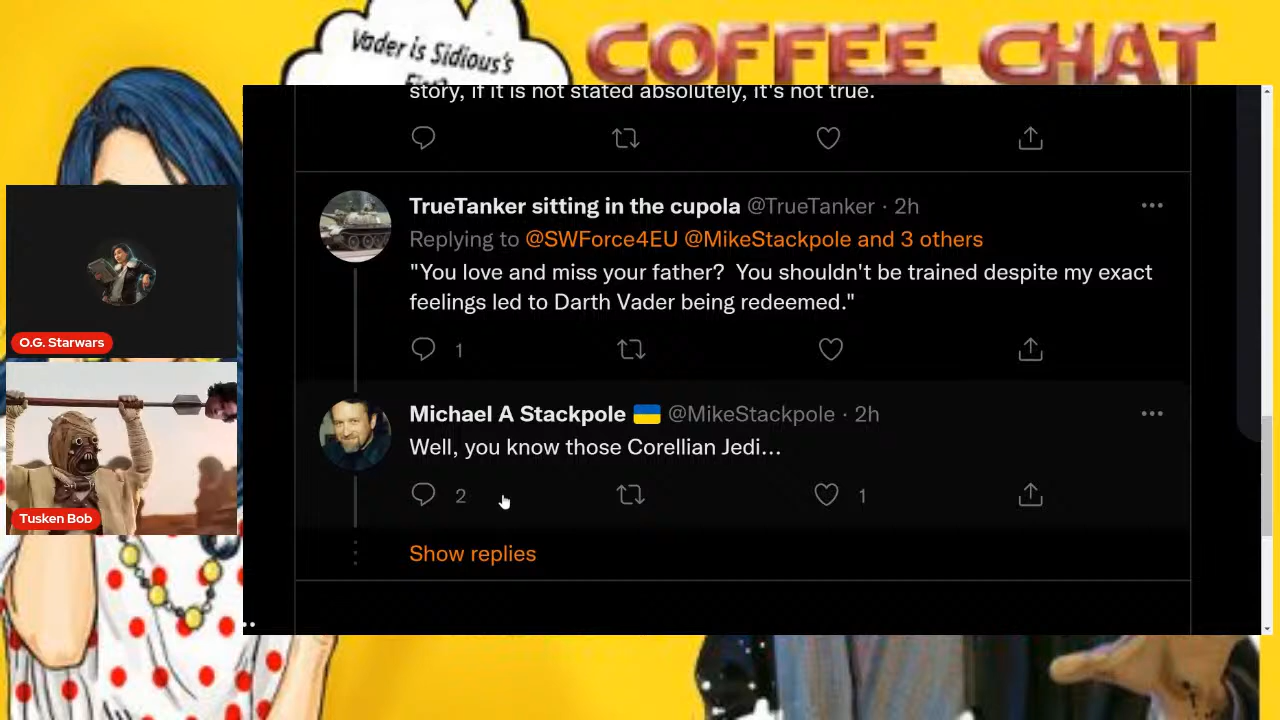 Vader is Sidious's
COFFEE CHAT
story, if it is not stated absolutely, it's not true.
TrueTanker sitting in the cupola @TrueTanker · 2h
Replying to @SWForce4EU @MikeStackpole and 3 others
"You love and miss your father? You shouldn't be trained despite my exact
feelings led to Darth Vader being redeemed."
1
Michael A Stackpole 🇺🇦 @MikeStackpole · 2h
Well, you know those Corellian Jedi...
2 1
Show replies
O.G. Starwars
Tusken Bob